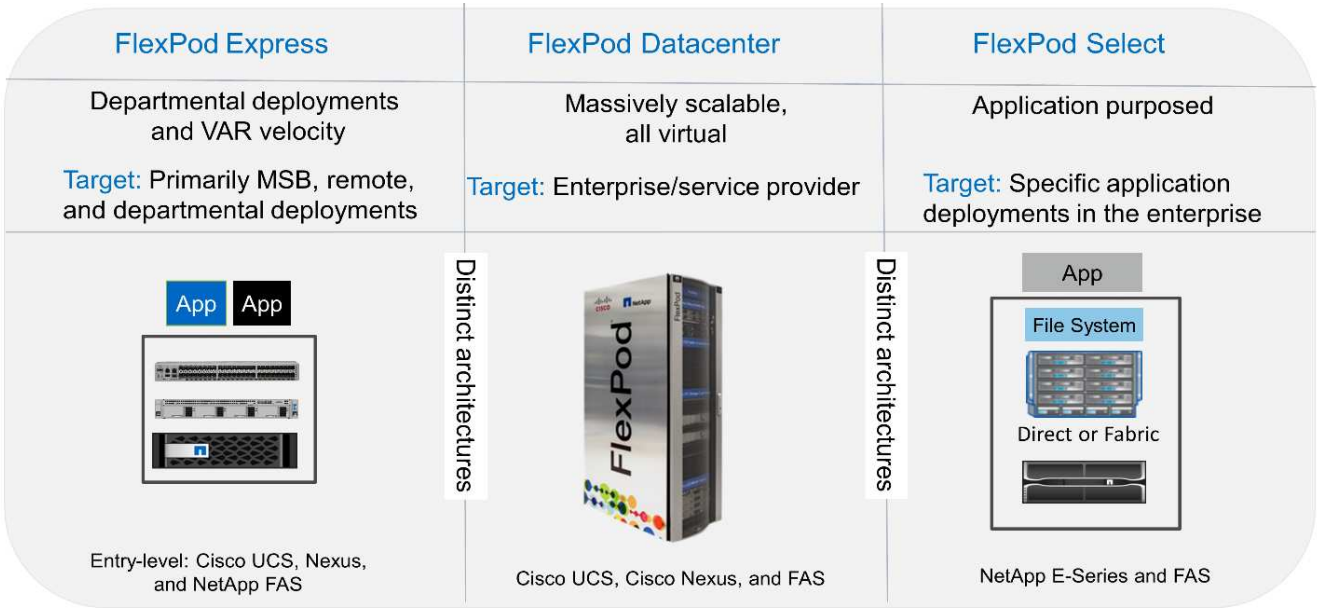 FlexPod Express
Departmental deployments
and VAR velocity
Target: Primarily MSB, remote,
and departmental deployments
App
App
Entry-level: Cisco UCS, Nexus,
and NetApp FAS
Distinct architectures
FlexPod Datacenter
Massively scalable,
all virtual
Target: Enterprise/service provider
CISCO
NetApp
FlexPod
FlexPod
Cisco UCS, Cisco Nexus, and FAS
Distinct architectures
FlexPod Select
Application purposed
Target: Specific application
deployments in the enterprise
App
File System
Direct or Fabric
NetApp E-Series and FAS